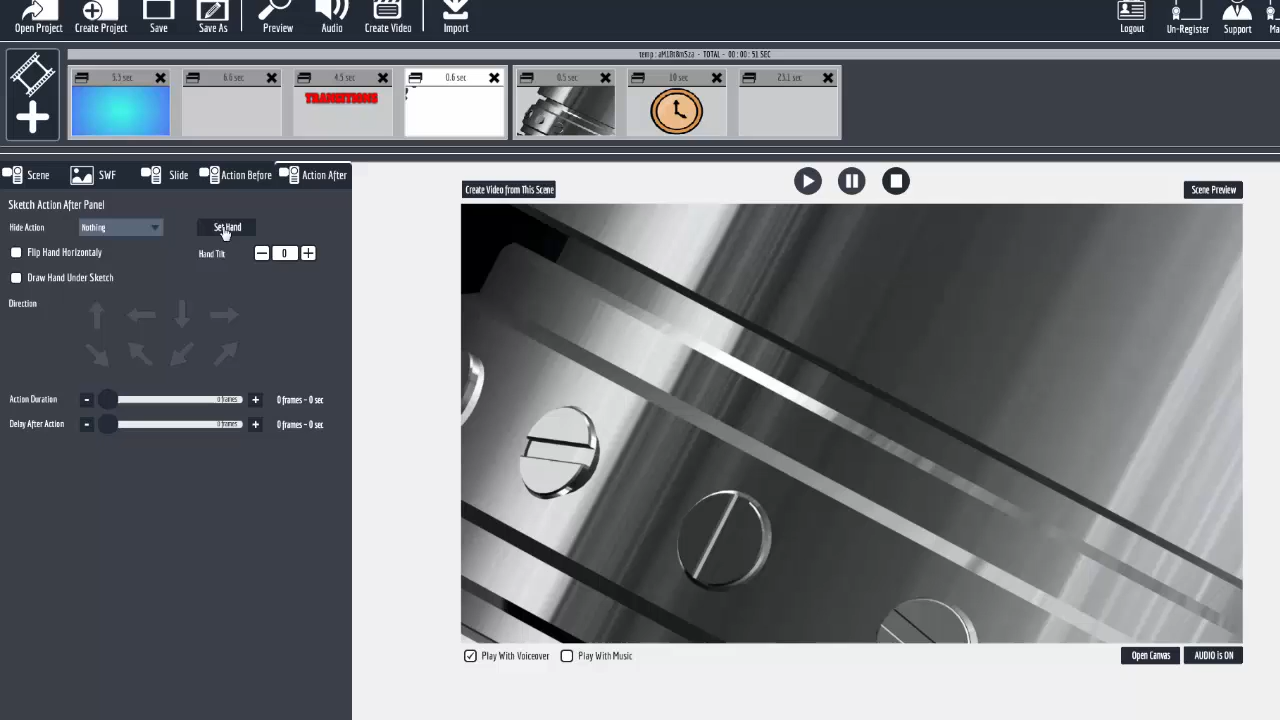 Open Project Create Project Save Save As Preview Audio Create Video Import Logout Un-Register Support
5.3 sec 6.0 sec 4.5 sec 0.6 sec 0.5 sec 10 sec 23.1 sec
TRANSITIONS
Scene SWF Slide Action Before Action After
Sketch Action After Panel
Hide Action Nothing Set Hand
Flip Hand Horizontaly Hand Tilt 0
Draw Hand Under Sketch
Direction
Action Duration - 0 frames + 0 frames - 0 sec
Delay After Action - 0 frames + 0 frames - 0 sec
Create Video from This Scene Scene Preview
Play With Voiceover Play With Music Open Canvas AUDIO is ON